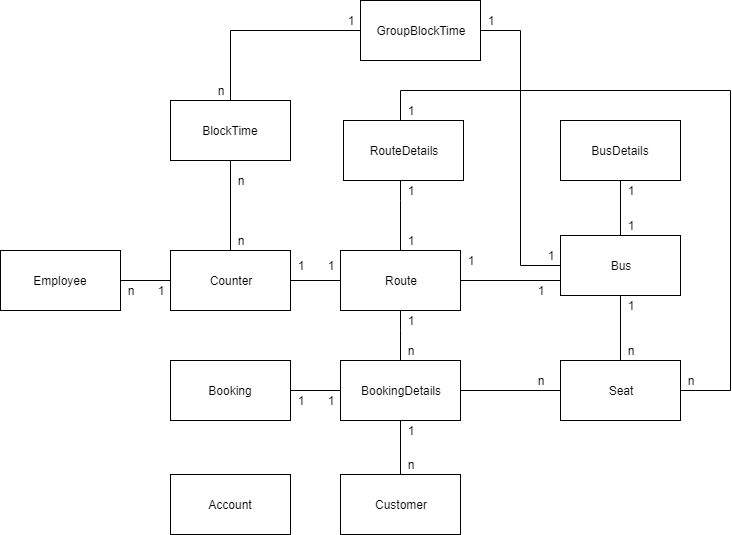 1 GroupBlockTime 1
n
1
BlockTime RouteDetails BusDetails
n 1 1
n 1 1
1
Employee Counter 1 1 Route 1 Bus
n 1 1
1 1
n n
Booking BookingDetails n Seat n
1 1
1
n
Account Customer